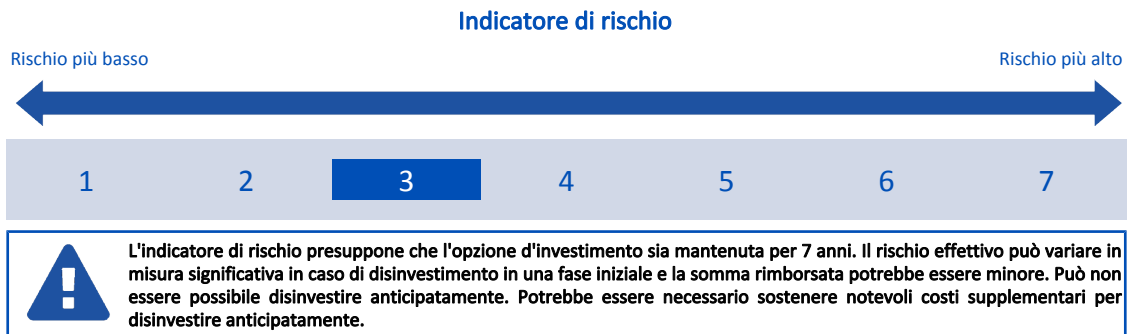 Indicatore di rischio
Rischio più basso
Rischio più alto
1 2 3 4 5 6 7
L'indicatore di rischio presuppone che l'opzione d'investimento sia mantenuta per 7 anni. Il rischio effettivo può variare in
misura significativa in caso di disinvestimento in una fase iniziale e la somma rimborsata potrebbe essere minore. Può non
essere possibile disinvestire anticipatamente. Potrebbe essere necessario sostenere notevoli costi supplementari per
disinvestire anticipatamente.